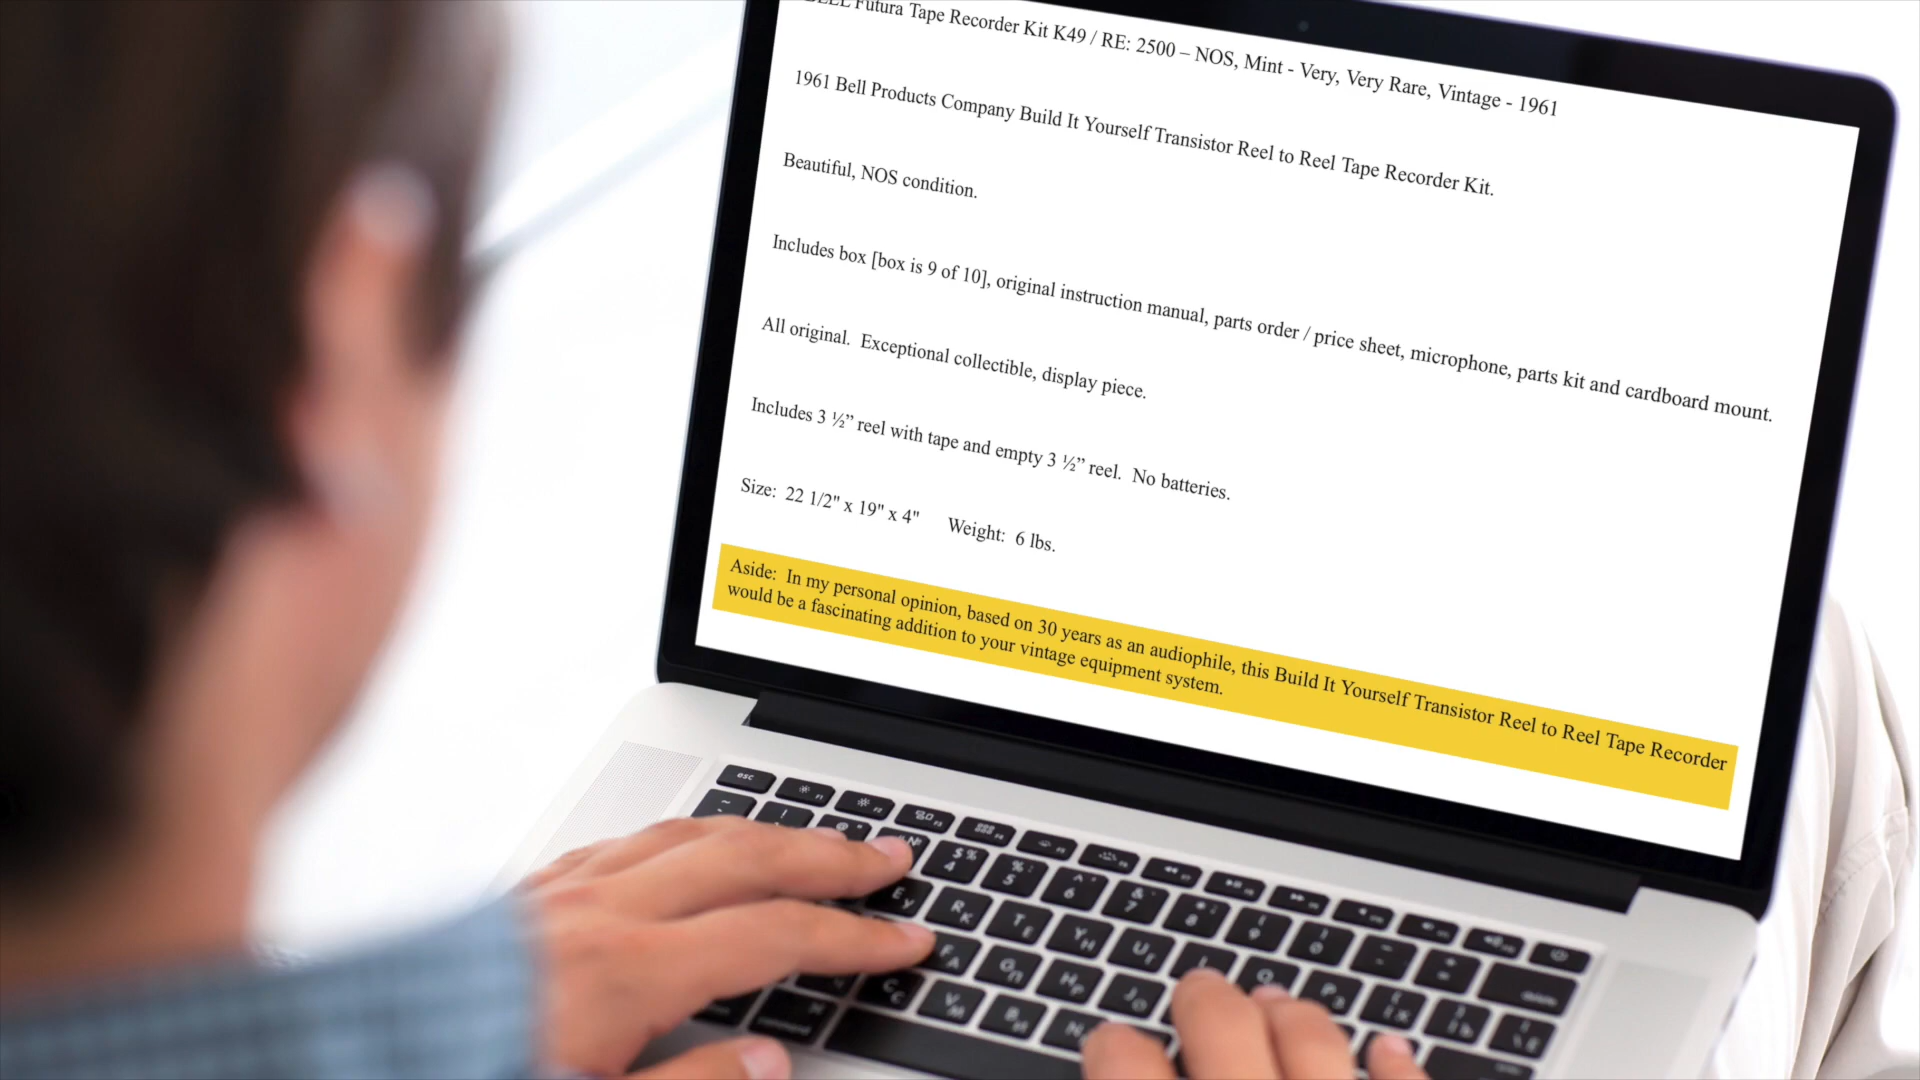 Futura Tape Recorder Kit K49 / RE: 2500 – NOS, Mint - Very, Very Rare, Vintage - 1961
1961 Bell Products Company Build It Yourself Transistor Reel to Reel Tape Recorder Kit.
Beautiful, NOS condition.
Includes box [box is 9 of 10], original instruction manual, parts order / price sheet, microphone, parts kit and cardboard mount.
All original.  Exceptional collectible, display piece.
Includes 3 ½” reel with tape and empty 3 ½” reel.  No batteries.
Size:  22 1/2" x 19" x 4"      Weight:  6 lbs.
Aside:  In my personal opinion, based on 30 years as an audiophile, this Build It Yourself Transistor Reel to Reel Tape Recorder
would be a fascinating addition to your vintage equipment system.
esc